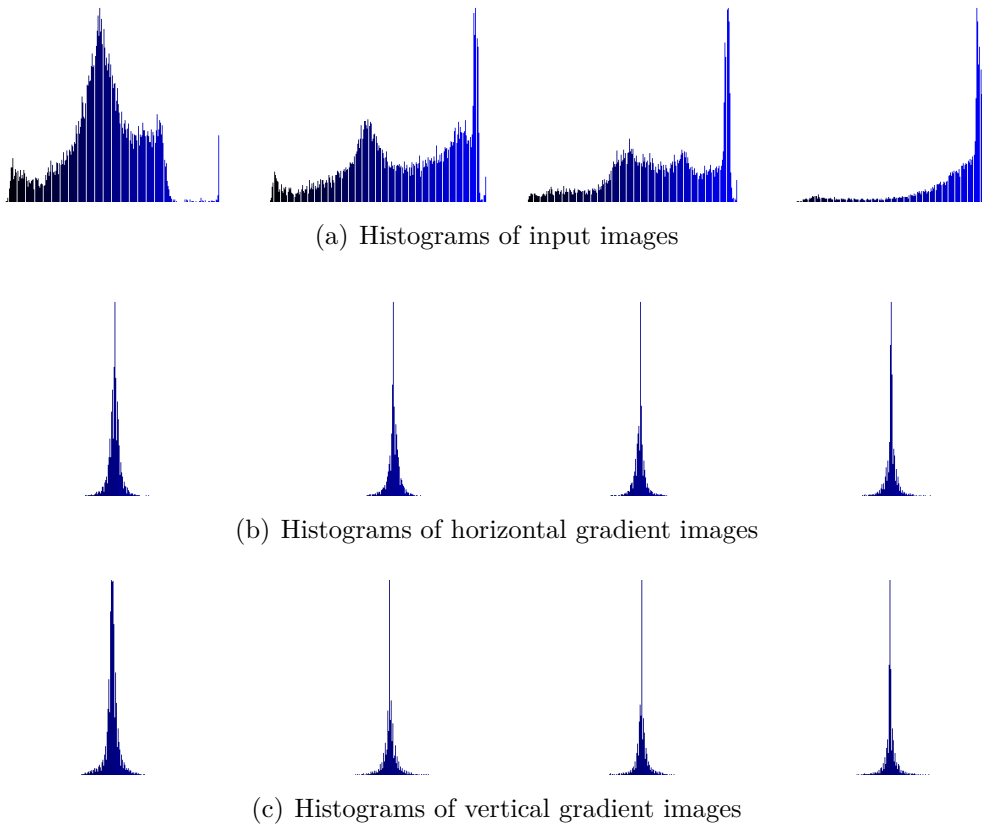 (a) Histograms of input images
(b) Histograms of horizontal gradient images
(c) Histograms of vertical gradient images